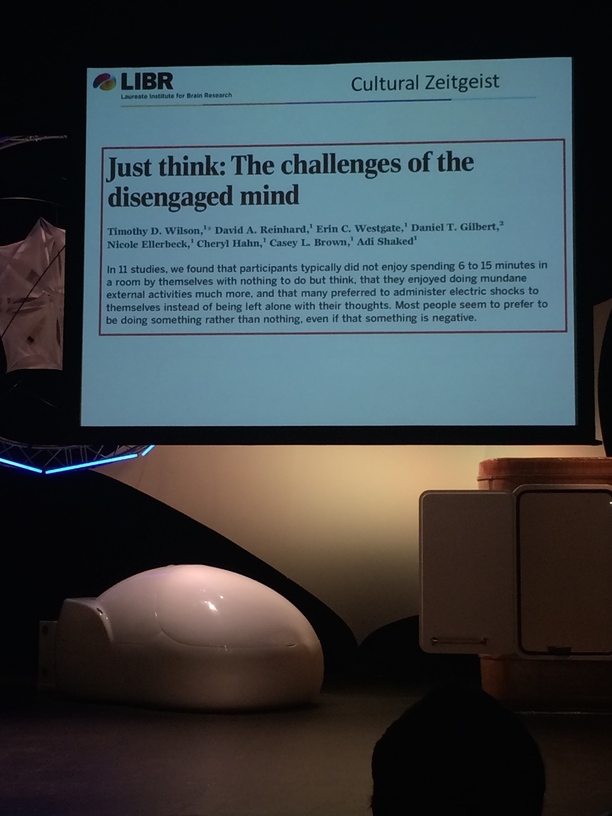 LIBR
Laureate Institute for Brain Research
Cultural Zeitgeist
Just think: The challenges of the
disengaged mind
Timothy D. Wilson,¹* David A. Reinhard,¹ Erin C. Westgate,¹ Daniel T. Gilbert,²
Nicole Ellerbeck,¹ Cheryl Hahn,¹ Casey L. Brown,¹ Adi Shaked¹
In 11 studies, we found that participants typically did not enjoy spending 6 to 15 minutes in
a room by themselves with nothing to do but think, that they enjoyed doing mundane
external activities much more, and that many preferred to administer electric shocks to
themselves instead of being left alone with their thoughts. Most people seem to prefer to
be doing something rather than nothing, even if that something is negative.